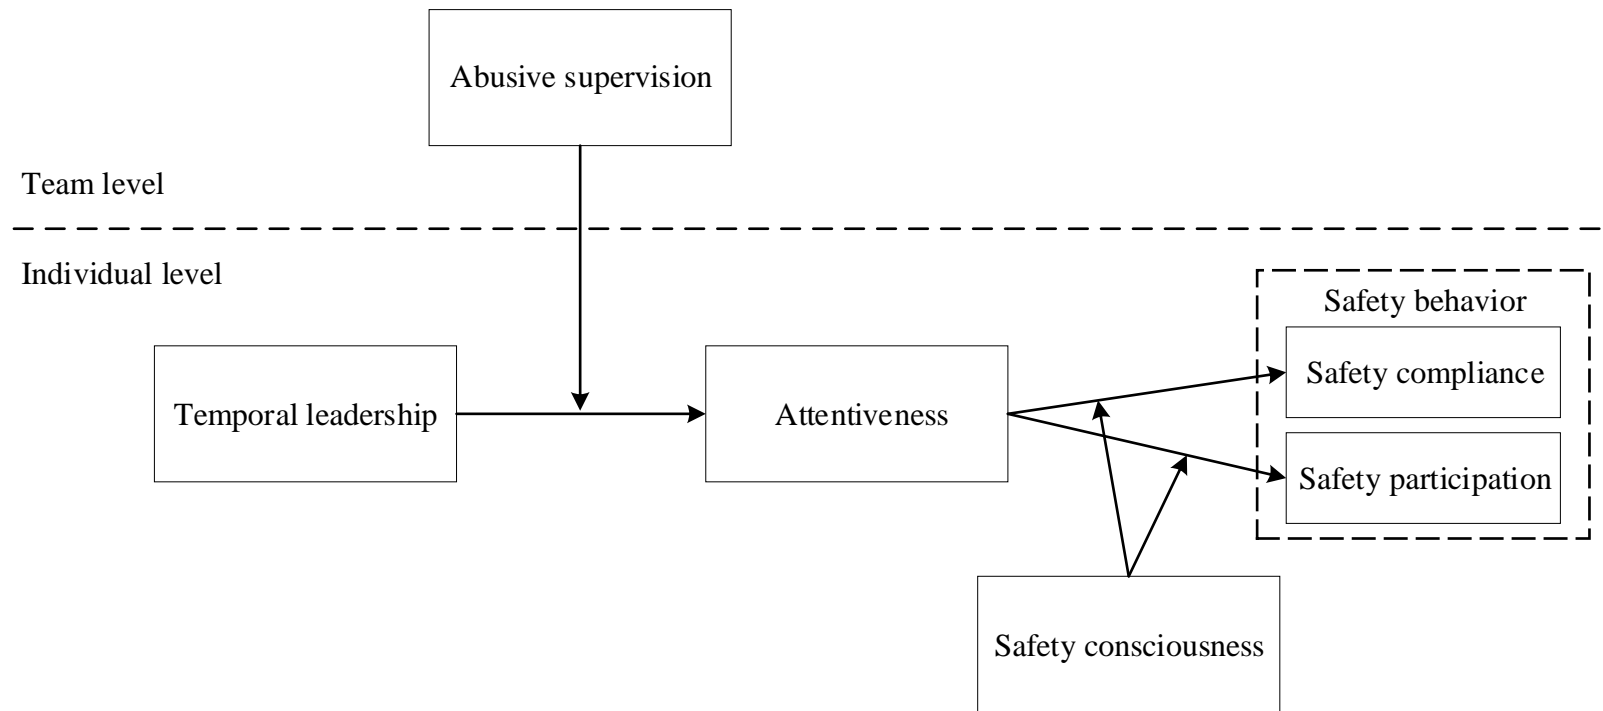 Abusive supervision
Team level
Individual level
Safety behavior
Temporal leadership
Attentiveness
Safety compliance
Safety participation
Safety consciousness